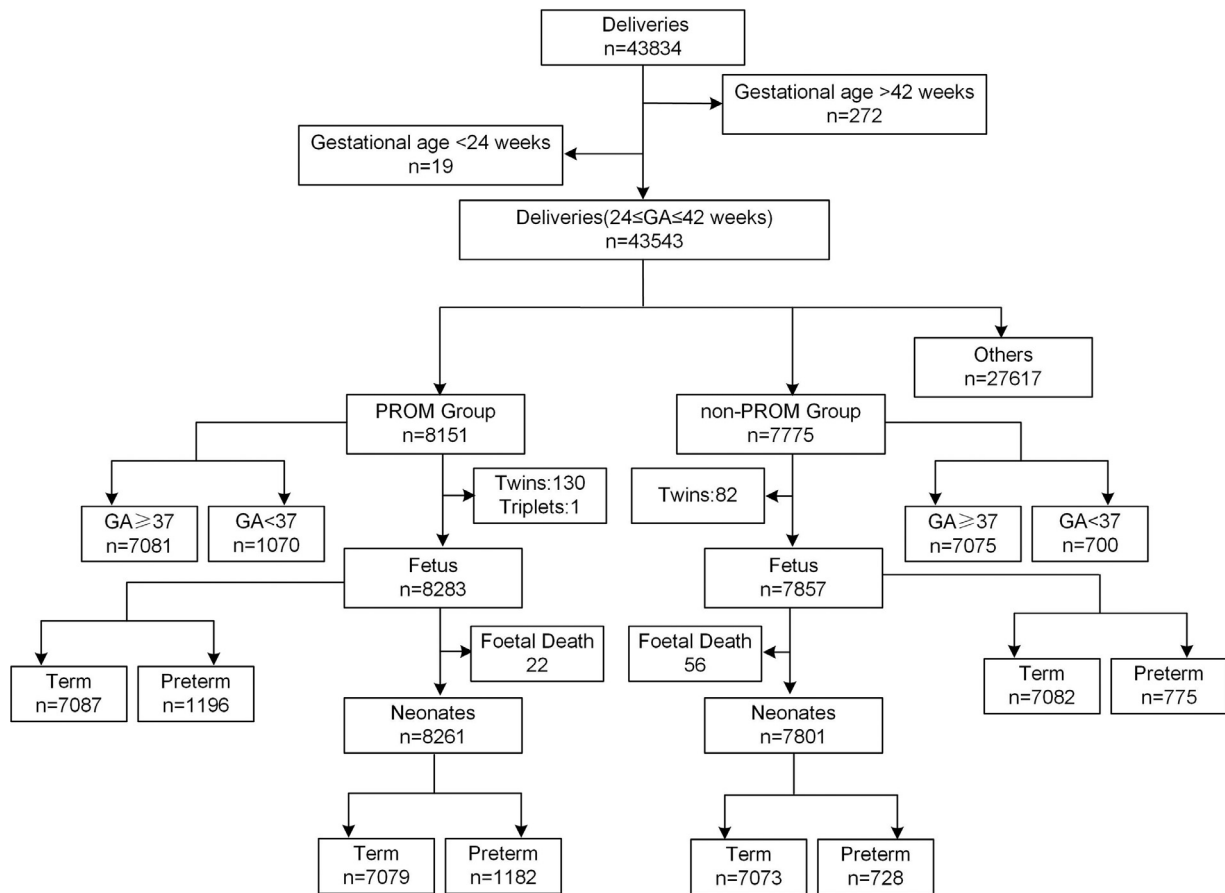 Deliveries
n=43834
Gestational age >42 weeks
n=272
Gestational age <24 weeks
n=19
Deliveries(24≤GA≤42 weeks)
n=43543
Others
n=27617
PROM Group
n=8151
non-PROM Group
n=7775
Twins:130
Triplets:1
Twins:82
GA≥37
n=7081
GA<37
n=1070
GA≥37
n=7075
GA<37
n=700
Fetus
n=8283
Fetus
n=7857
Foetal Death
22
Foetal Death
56
Term
n=7087
Preterm
n=1196
Term
n=7082
Preterm
n=775
Neonates
n=8261
Neonates
n=7801
Term
n=7079
Preterm
n=1182
Term
n=7073
Preterm
n=728